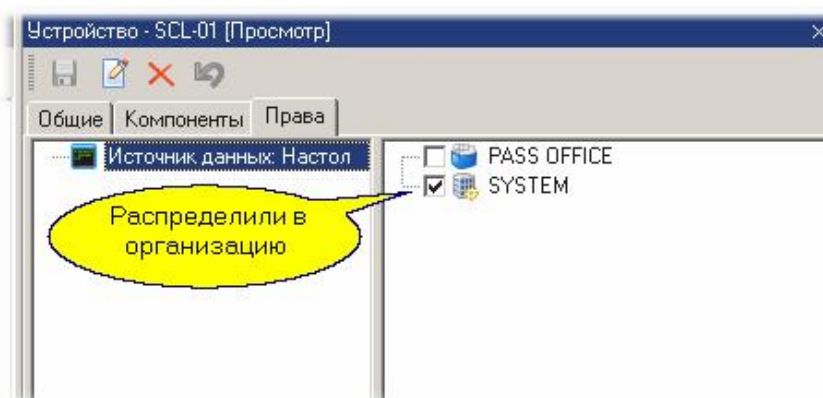 Устройство - SCL-01 [Просмотр]
Общие Компоненты Права
Источник данных: Настол
PASS OFFICE
SYSTEM
Распределили в
организацию